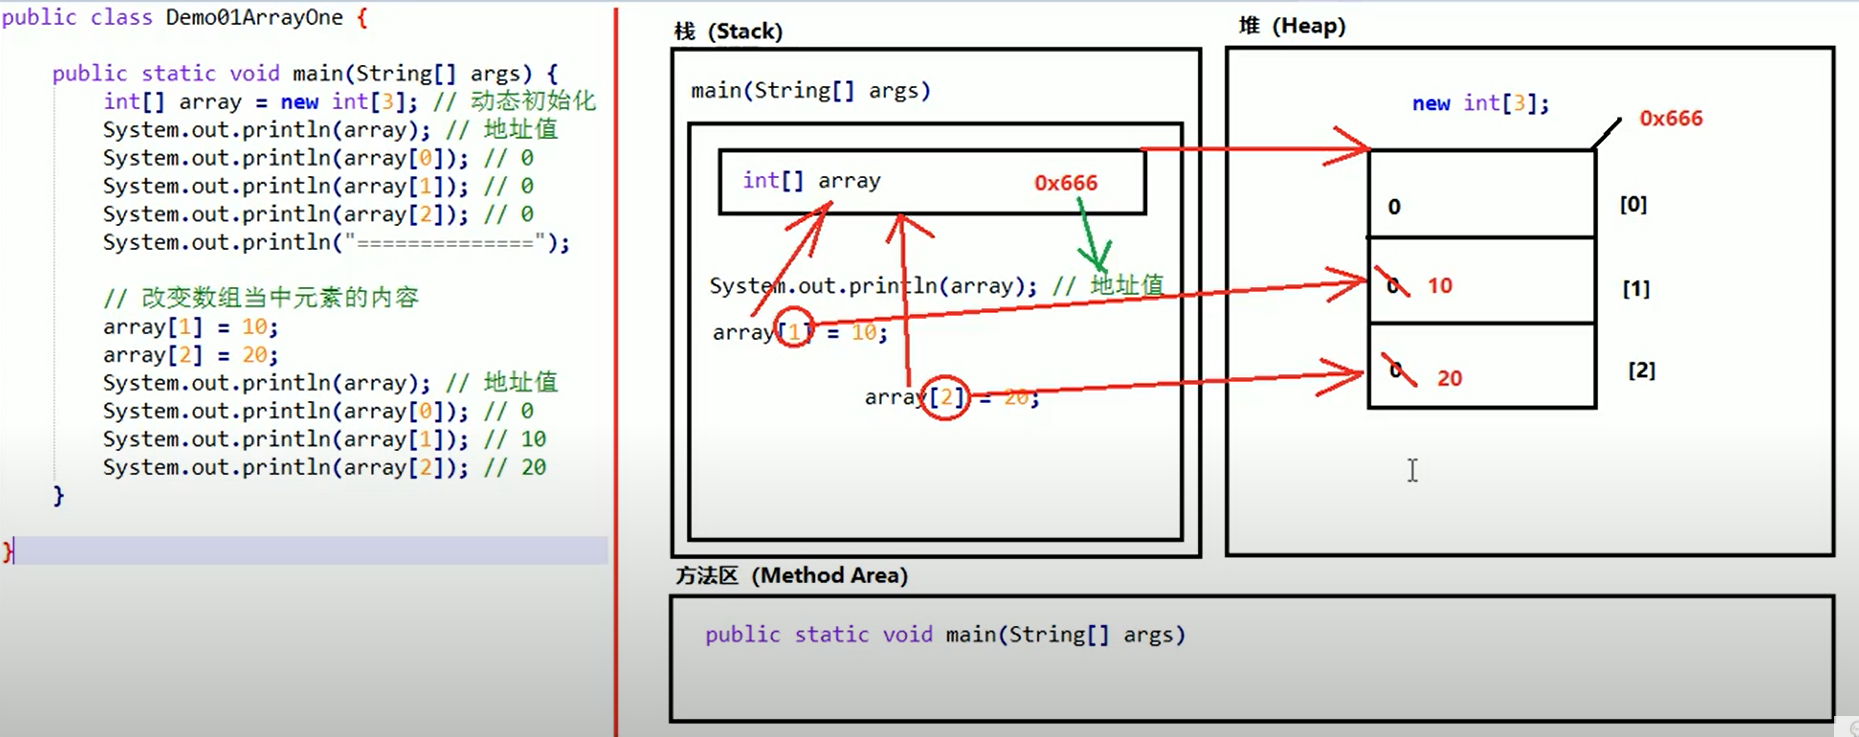 public class Demo01ArrayOne {
public static void main(String[] args) {
int[] array = new int[3]; // 动态初始化
System.out.println(array); // 地址值
System.out.println(array[0]); // 0
System.out.println(array[1]); // 0
System.out.println(array[2]); // 0
System.out.println("==============");
// 改变数组当中元素的内容
array[1] = 10;
array[2] = 20;
System.out.println(array); // 地址值
System.out.println(array[0]); // 0
System.out.println(array[1]); // 10
System.out.println(array[2]); // 20
}
}
栈 (Stack)
main(String[] args)
int[] array 0x666
System.out.println(array); // 地址值
array[1] = 10;
array[2] = 20;
堆 (Heap)
new int[3];
0x666
0 [0]
0 10 [1]
0 20 [2]
方法区 (Method Area)
public static void main(String[] args)